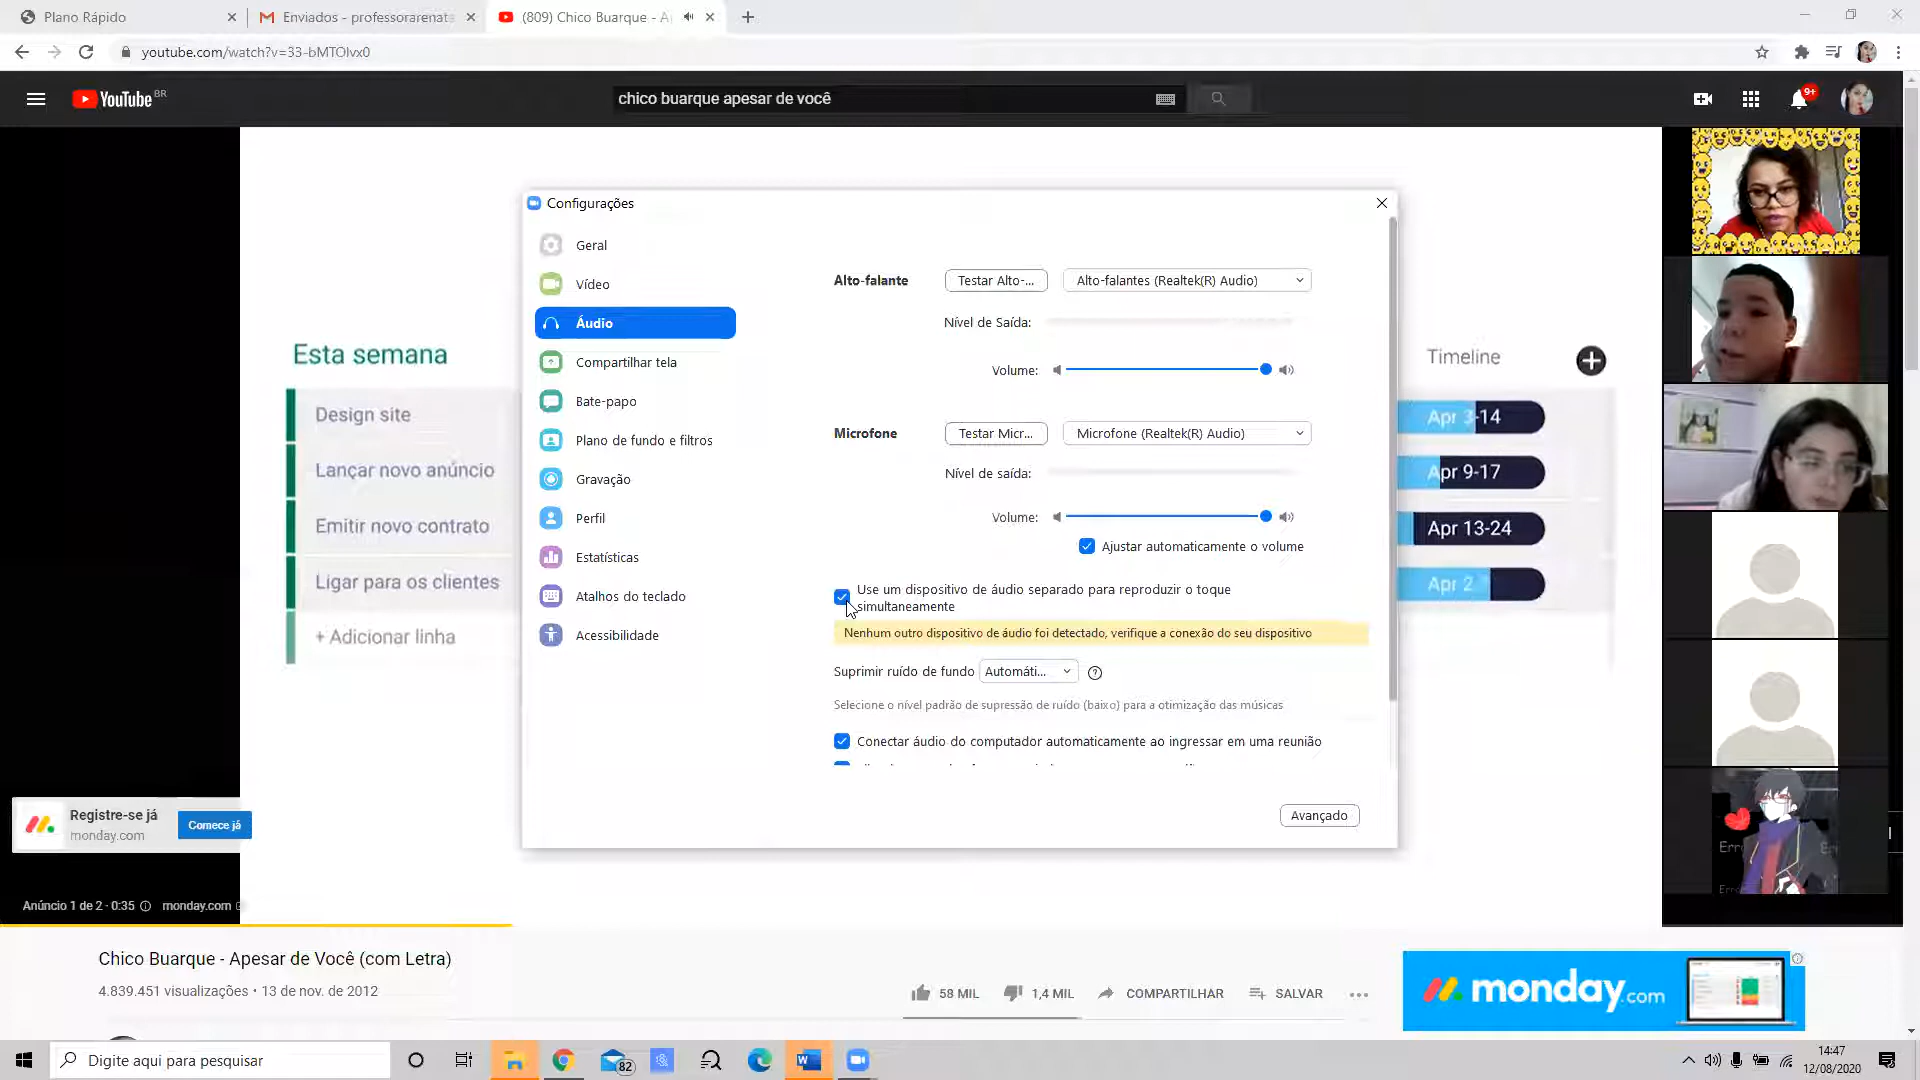 Plano Rápido
Enviados - professorarenat
(809) Chico Buarque - A
youtube.com/watch?v=33-bMTOlvx0
YouTube BR
chico buarque apesar de você
9+
Configurações
Geral
Vídeo
Áudio
Compartilhar tela
Bate-papo
Plano de fundo e filtros
Gravação
Perfil
Estatísticas
Atalhos do teclado
Acessibilidade
Alto-falante
Testar Alto-...
Alto-falantes (Realtek(R) Audio)
Nível de Saída:
Volume:
Microfone
Testar Micr...
Microfone (Realtek(R) Audio)
Nível de saída:
Volume:
Ajustar automaticamente o volume
Use um dispositivo de áudio separado para reproduzir o toque
simultaneamente
Nenhum outro dispositivo de áudio foi detectado, verifique a conexão do seu dispositivo
Suprimir ruído de fundo
Automáti...
Selecione o nível padrão de supressão de ruído (baixo) para a otimização das músicas
Conectar áudio do computador automaticamente ao ingressar em uma reunião
Avançado
Esta semana
Design site
Lançar novo anúncio
Emitir novo contrato
Ligar para os clientes
+ Adicionar linha
Timeline
Apr 3-14
Apr 9-17
Apr 13-24
Apr 2
Registre-se já
monday.com
Comece já
Anúncio 1 de 2 · 0:35
monday.com
Chico Buarque - Apesar de Você (com Letra)
4.839.451 visualizações • 13 de nov. de 2012
58 MIL
1,4 MIL
COMPARTILHAR
SALVAR
monday.com
Digite aqui para pesquisar
82
14:47
12/08/2020